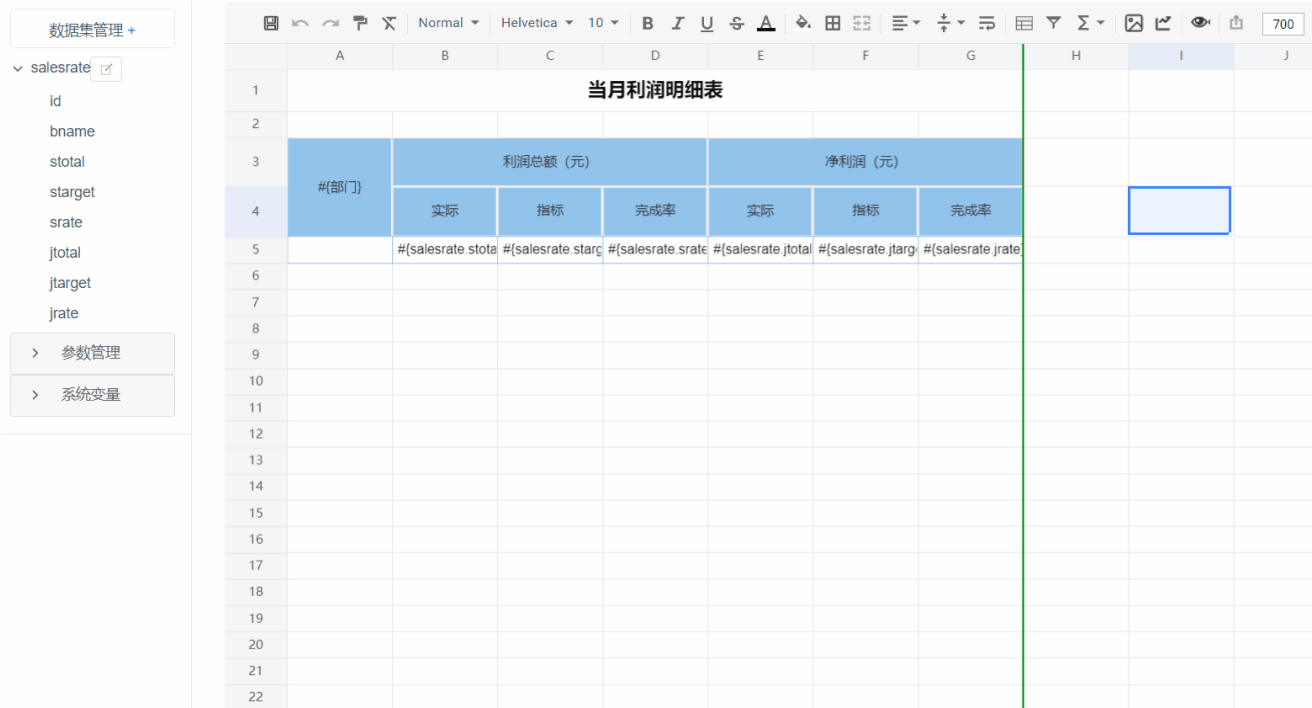 数据集管理 +
salesrate
id
bname
stotal
starget
srate
jtotal
jtarget
jrate
参数管理
系统变量
Normal Helvetica 10 B I U S A Σ 700
A B C D E F G H I J
1 当月利润明细表
2
3 #{部门} 利润总额（元） 净利润（元）
4 实际 指标 完成率 实际 指标 完成率
5 #{salesrate.stota #{salesrate.starg #{salesrate.srate #{salesrate.jtotal #{salesrate.jtarg #{salesrate.jrate}
6
7
8
9
10
11
12
13
14
15
16
17
18
19
20
21
22